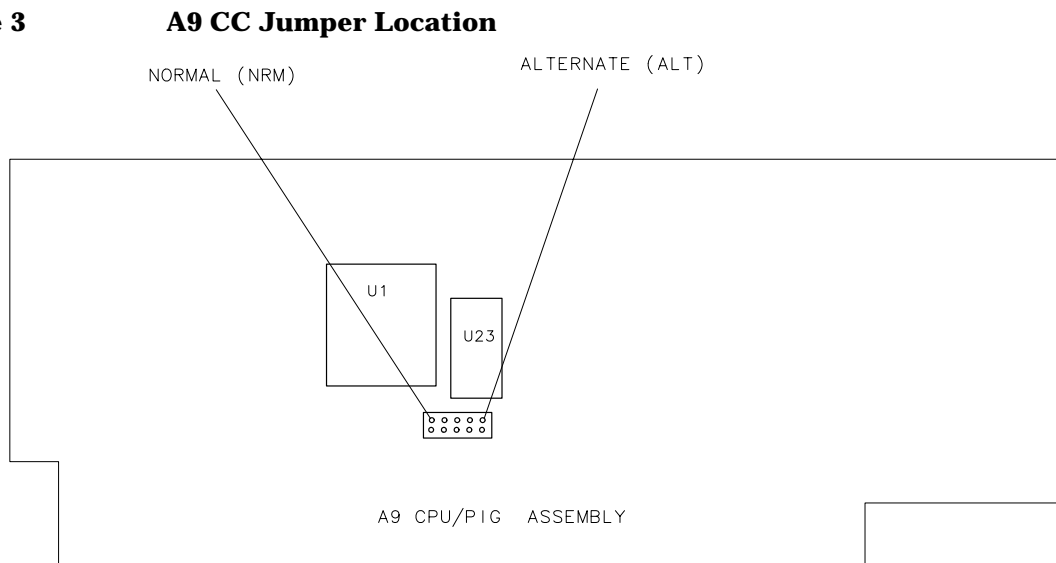 3 A9 CC Jumper Location
NORMAL (NRM)
ALTERNATE (ALT)
U1
U23
A9 CPU/PIG ASSEMBLY